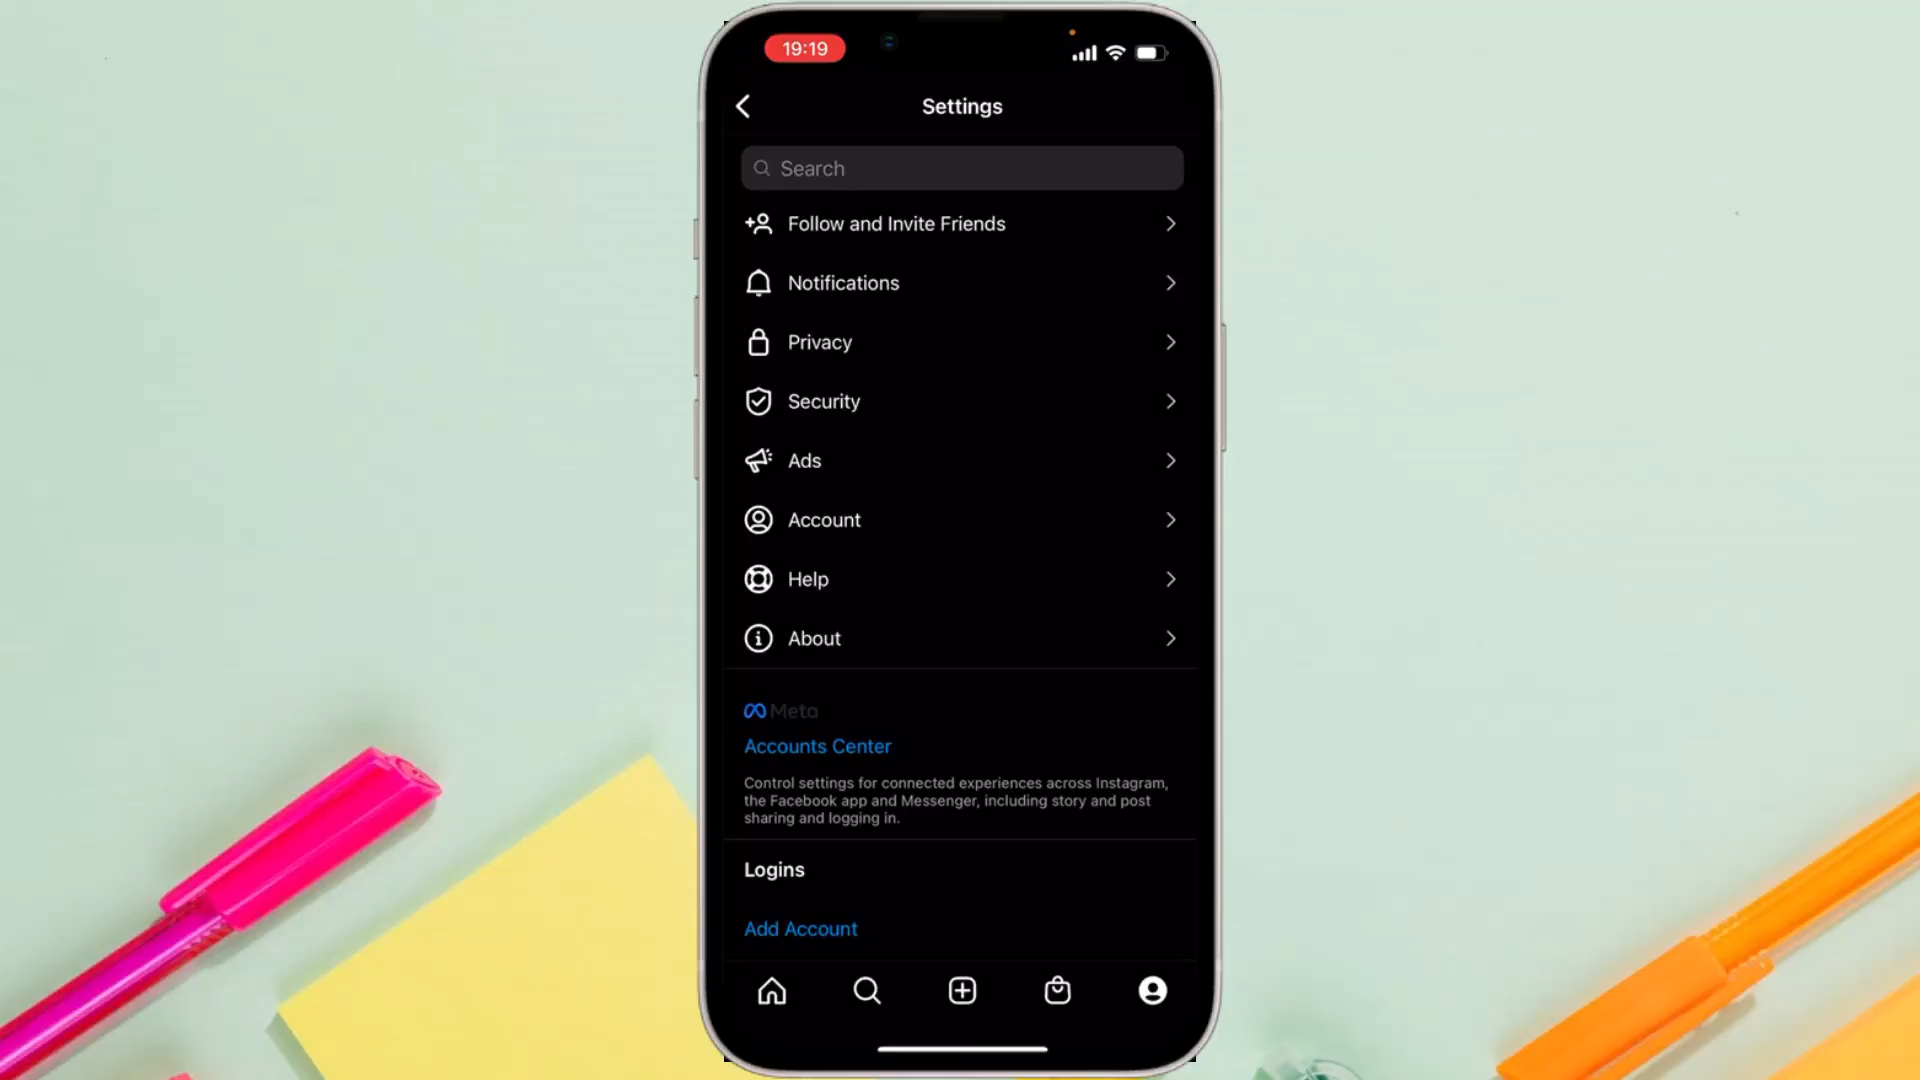 19:19
Settings
Search
Follow and Invite Friends
Notifications
Privacy
Security
Ads
Account
Help
About
Meta
Accounts Center
Control settings for connected experiences across Instagram,
the Facebook app and Messenger, including story and post
sharing and logging in.
Logins
Add Account